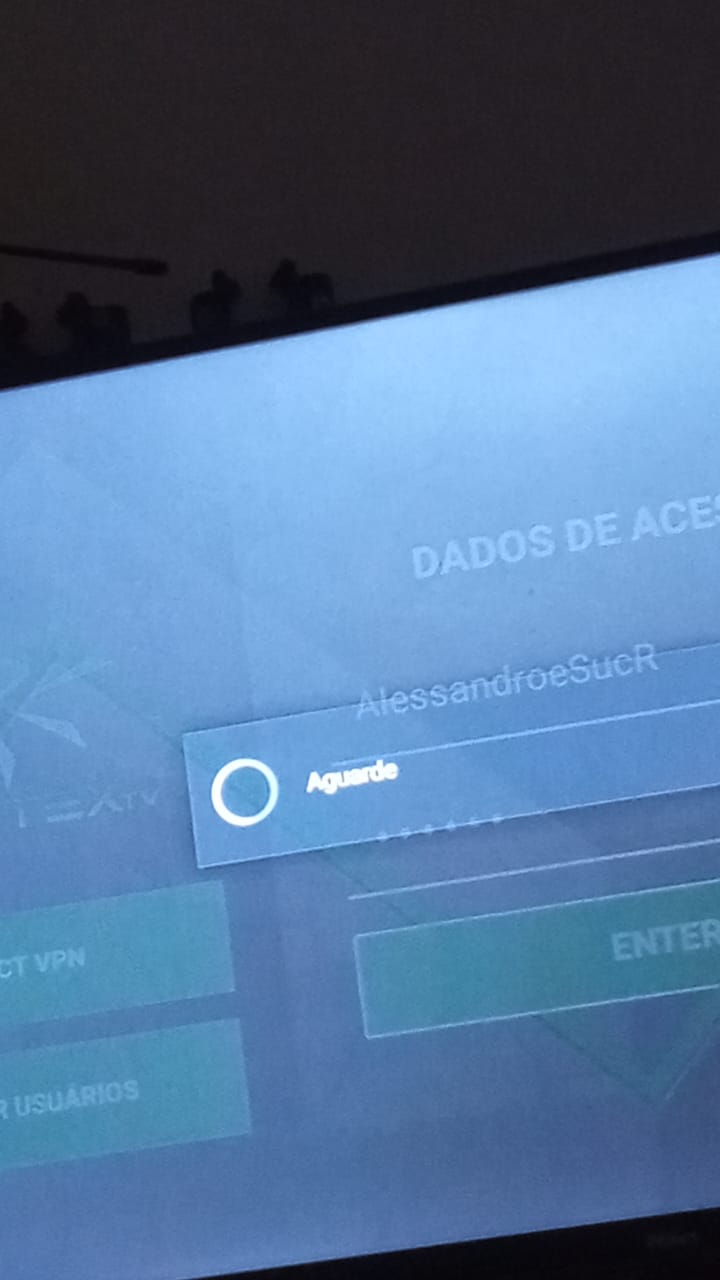 DADOS DE ACES
AlessandroeSucR
Aguarde
CT VPN
ENTER
R USUÁRIOS